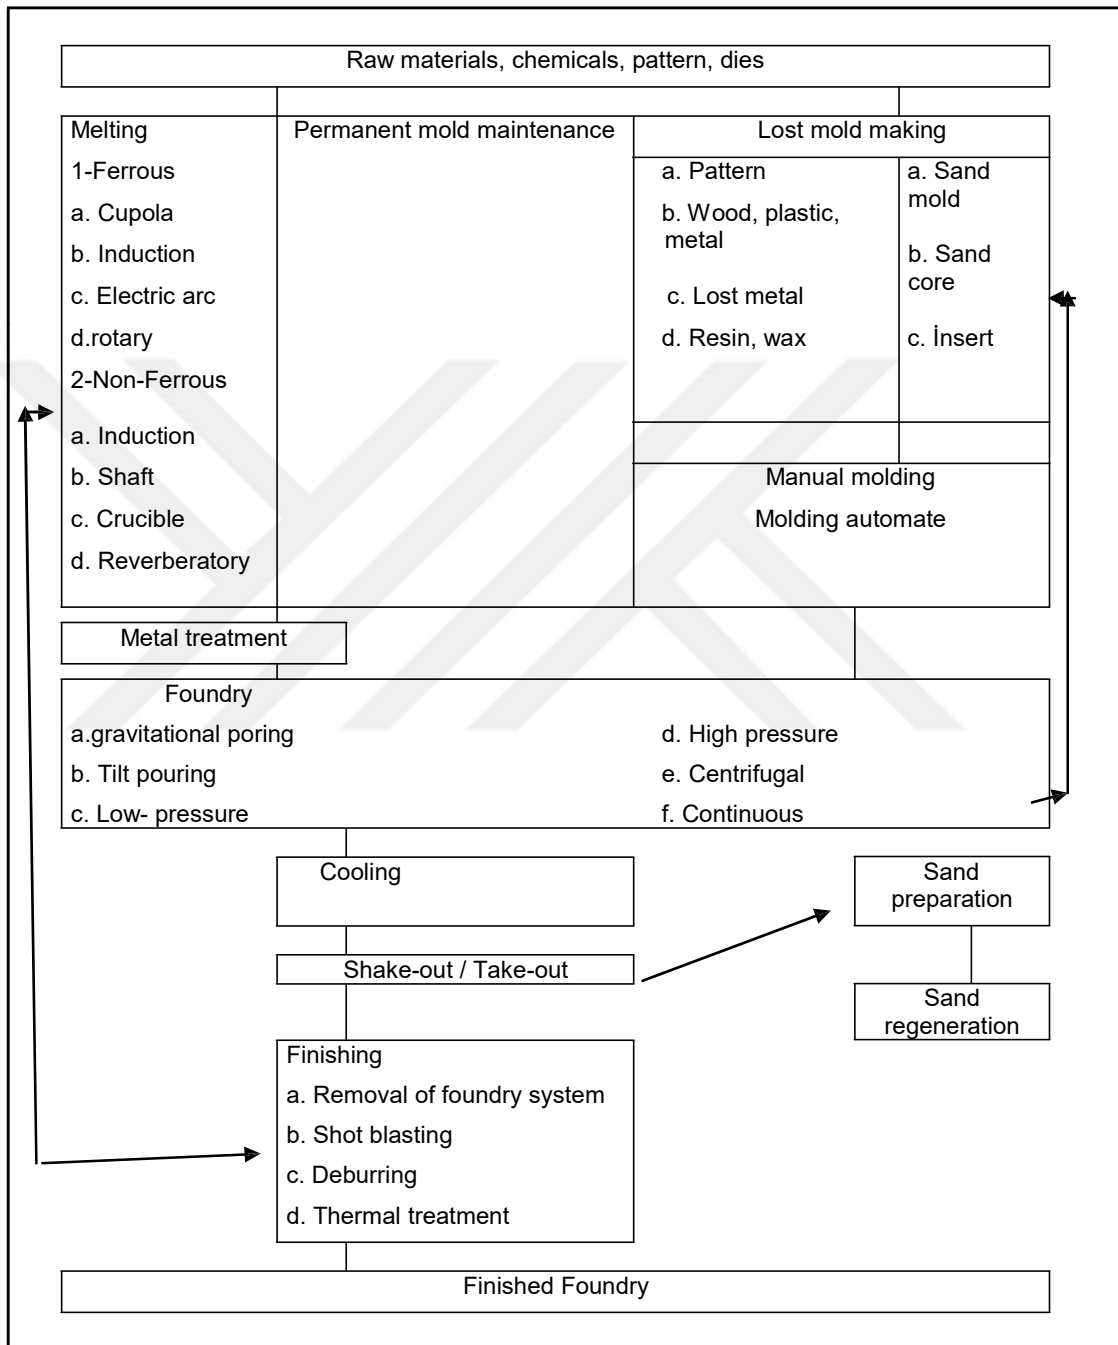 Raw materials, chemicals, pattern, dies
Melting
1-Ferrous
a. Cupola
b. Induction
c. Electric arc
d.rotary
2-Non-Ferrous
a. Induction
b. Shaft
c. Crucible
d. Reverberatory
Permanent mold maintenance
Lost mold making
a. Pattern
b. Wood, plastic,
metal
c. Lost metal
d. Resin, wax
a. Sand
mold
b. Sand
core
c. İnsert
Manual molding
Molding automate
Metal treatment
Foundry
a.gravitational poring
b. Tilt pouring
c. Low- pressure
d. High pressure
e. Centrifugal
f. Continuous
Cooling
Sand
preparation
Shake-out / Take-out
Sand
regeneration
Finishing
a. Removal of foundry system
b. Shot blasting
c. Deburring
d. Thermal treatment
Finished Foundry